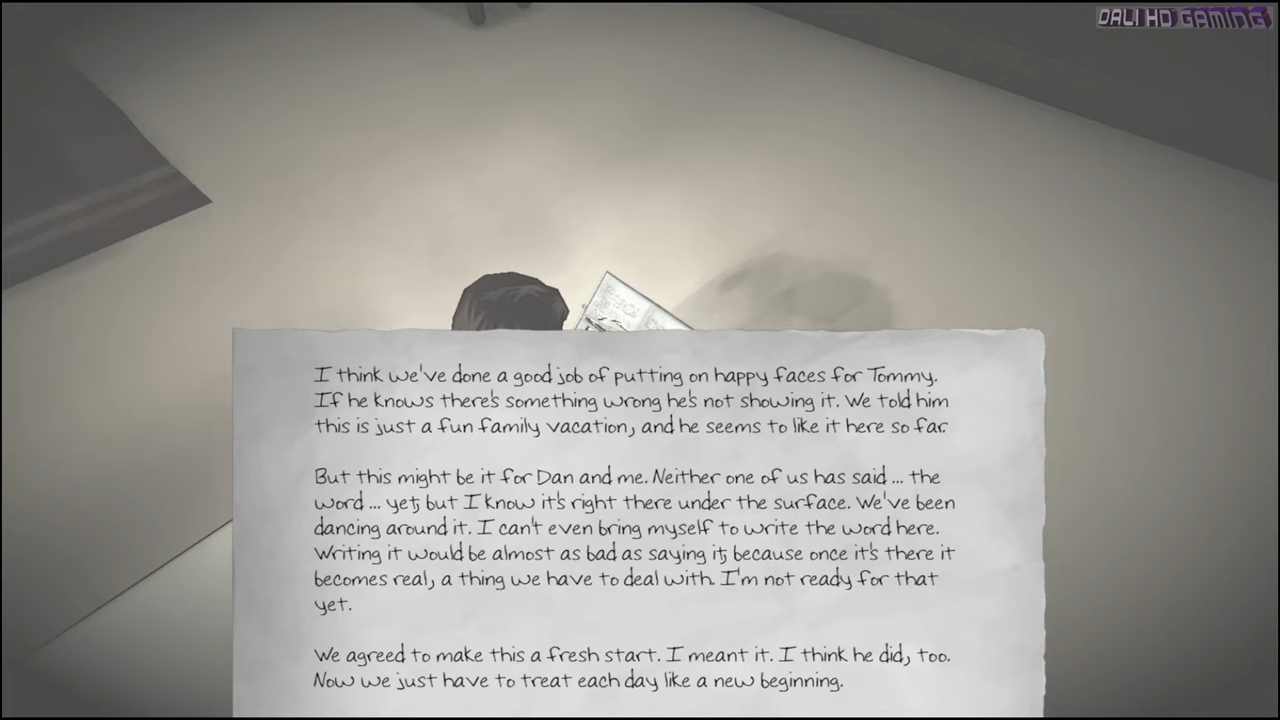 DALI HD GAMING
I think we've done a good job of putting on happy faces for Tommy.
If he knows there's something wrong he's not showing it. We told him
this is just a fun family vacation, and he seems to like it here so far.
But this might be it for Dan and me. Neither one of us has said ... the
word ... yet, but I know it's right there under the surface. We've been
dancing around it. I can't even bring myself to write the word here.
Writing it would be almost as bad as saying it, because once it's there it
becomes real, a thing we have to deal with. I'm not ready for that
yet.
We agreed to make this a fresh start. I meant it. I think he did, too.
Now we just have to treat each day like a new beginning.